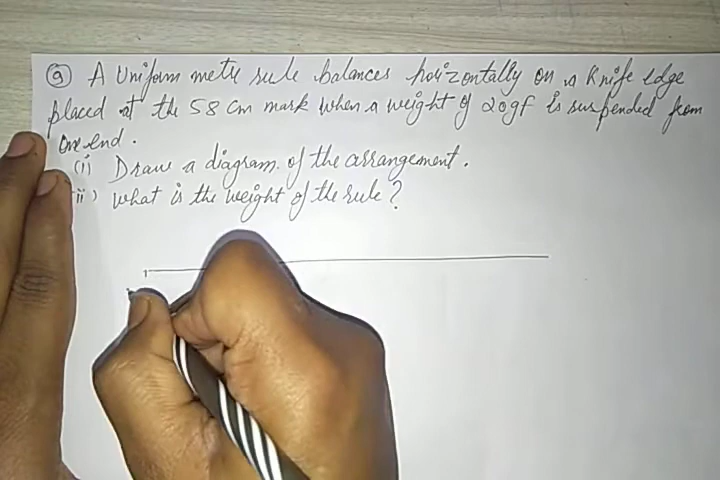 (9) A Uniform metre rule balances horizontally on a Knife edge
placed at the 58 cm mark when a weight of 20gf is suspended from
one end.
(i) Draw a diagram of the arrangement.
ii) What is the weight of the rule?